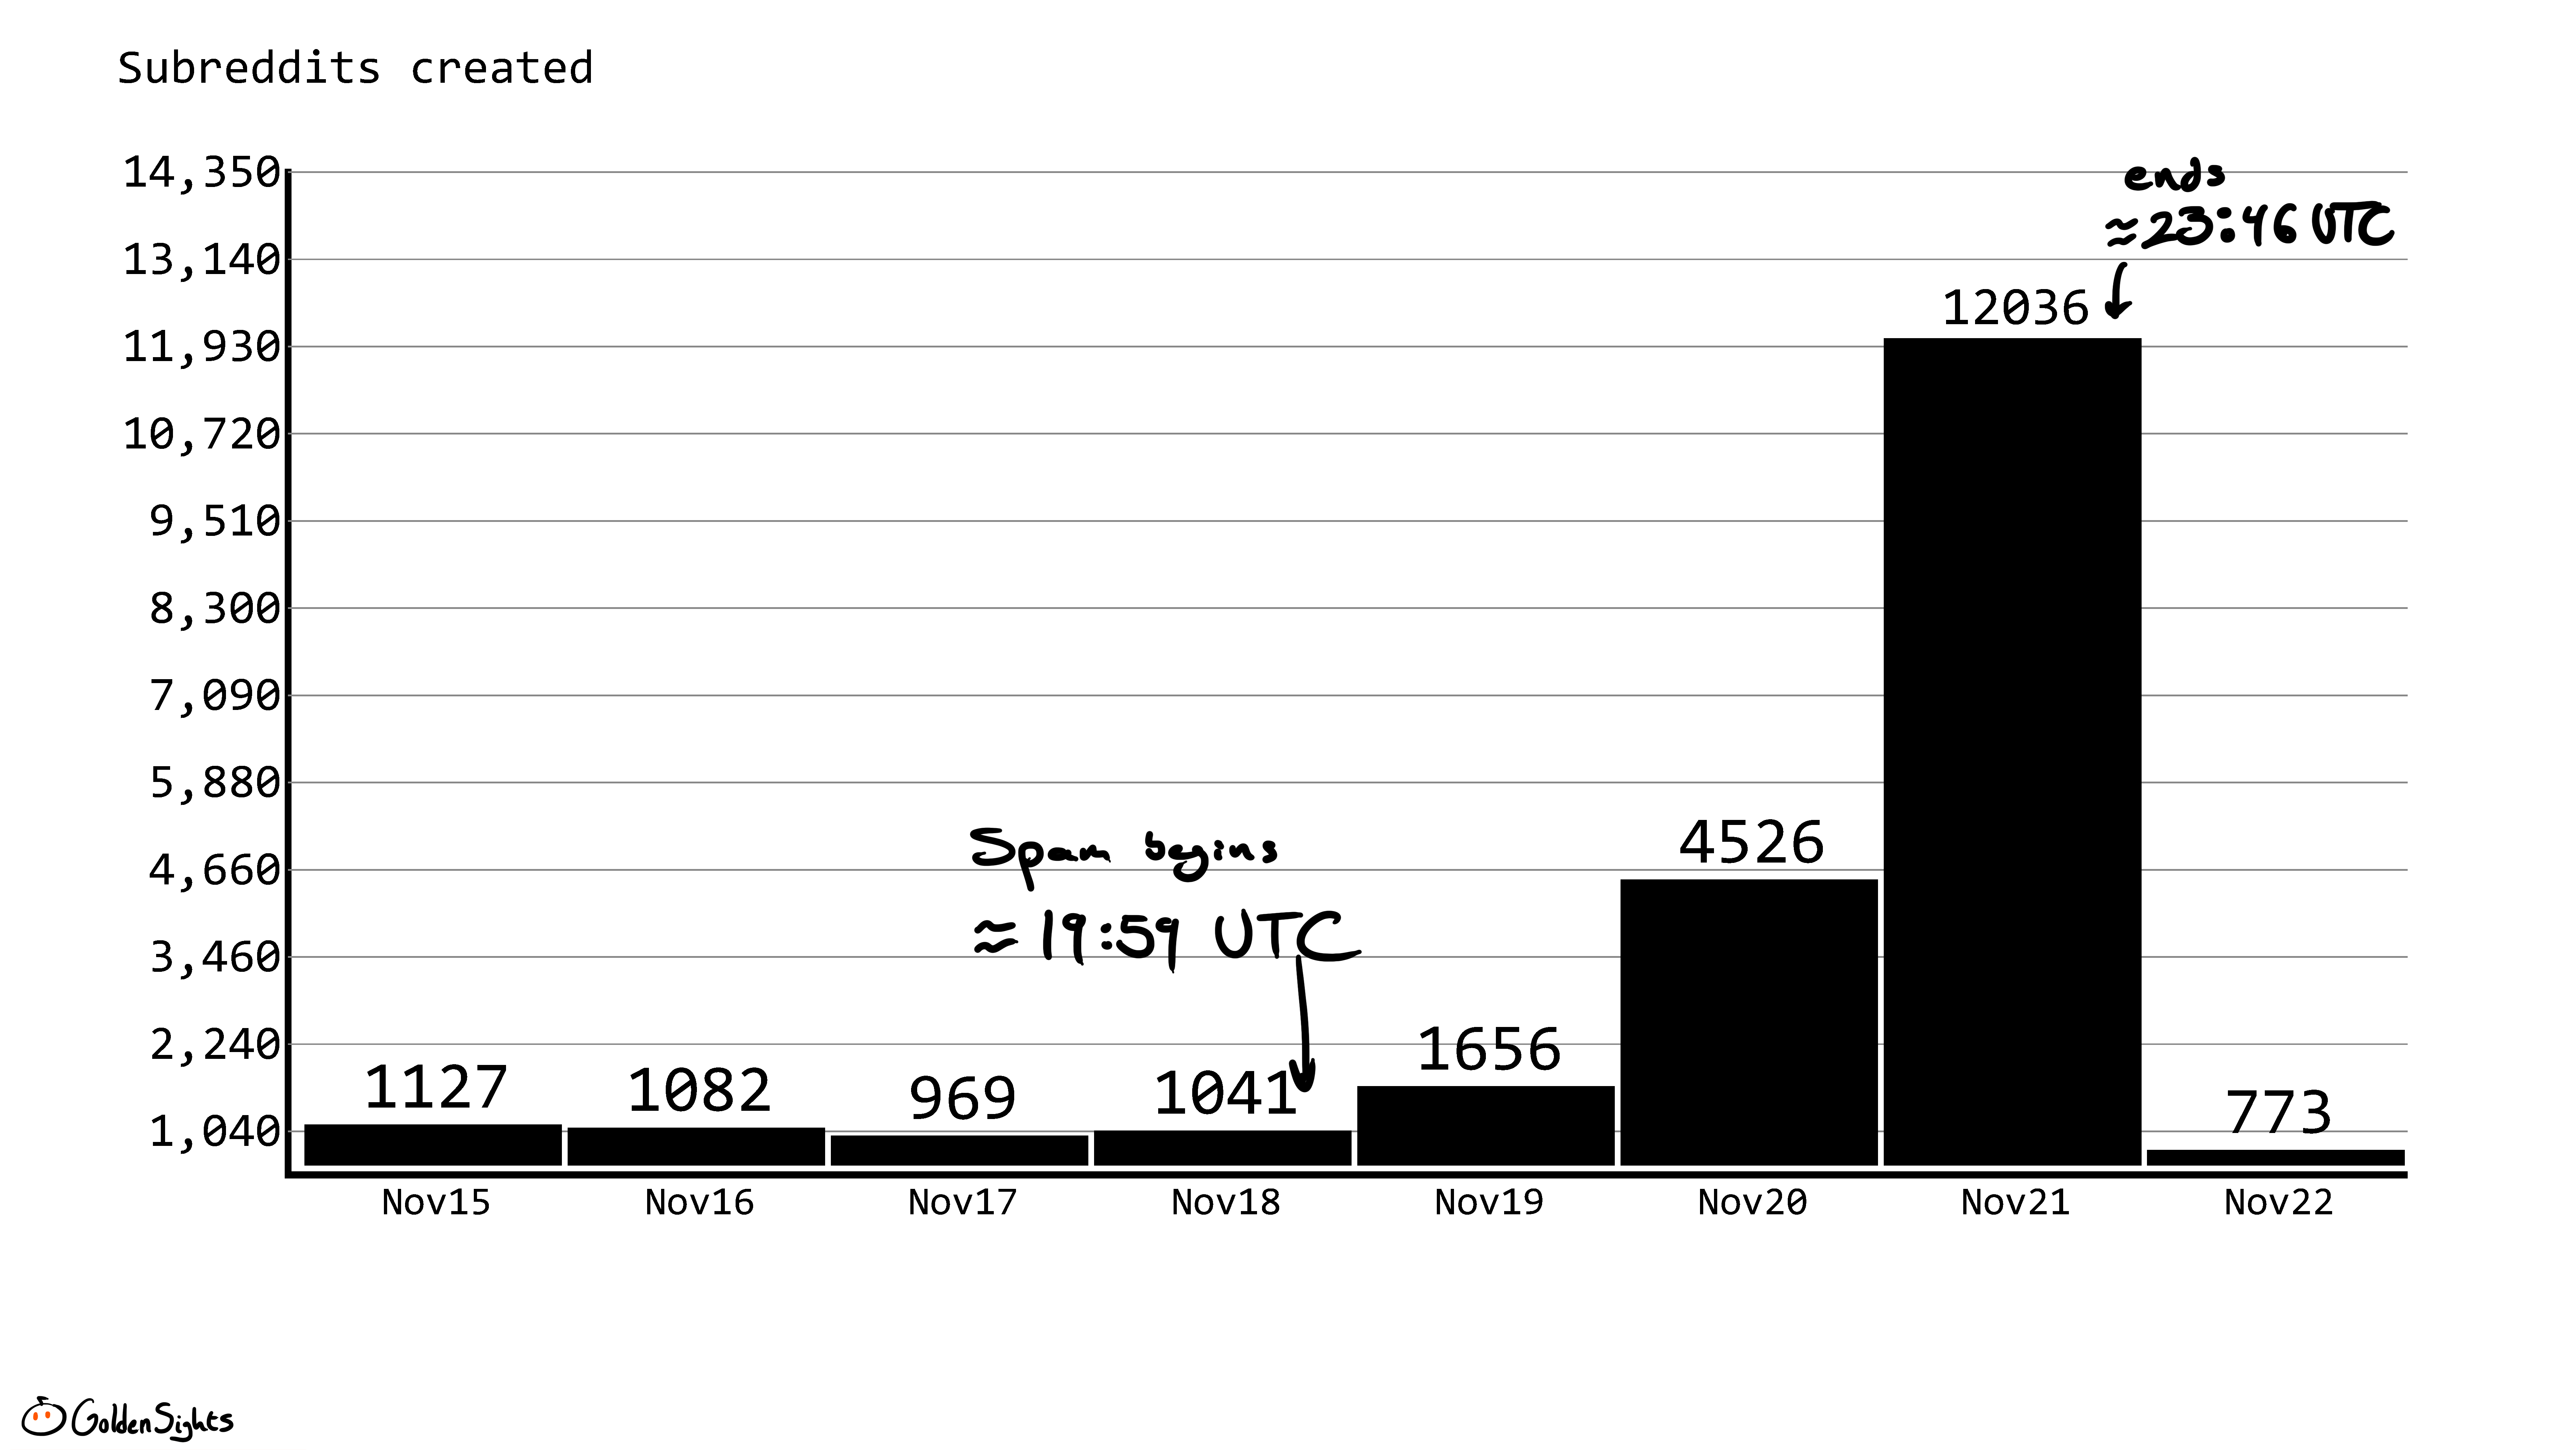 Subreddits created
14,350
13,140
11,930
10,720
9,510
8,300
7,090
5,880
4,660
3,460
2,240
1,040
ends
≈23:46 UTC
12036
4526
Spam begins
≈ 19:59 UTC
1656
1127
1082
969
1041
773
Nov15
Nov16
Nov17
Nov18
Nov19
Nov20
Nov21
Nov22
GoldenSights